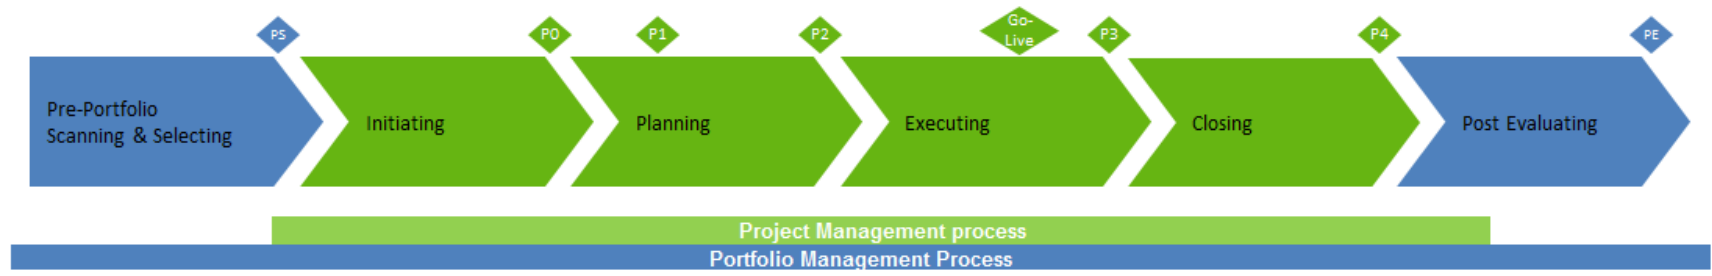 PS
P0
P1
P2
Go-
Live
P3
P4
PE
Pre-Portfolio
Scanning & Selecting
Initiating
Planning
Executing
Closing
Post Evaluating
Project Management process
Portfolio Management Process